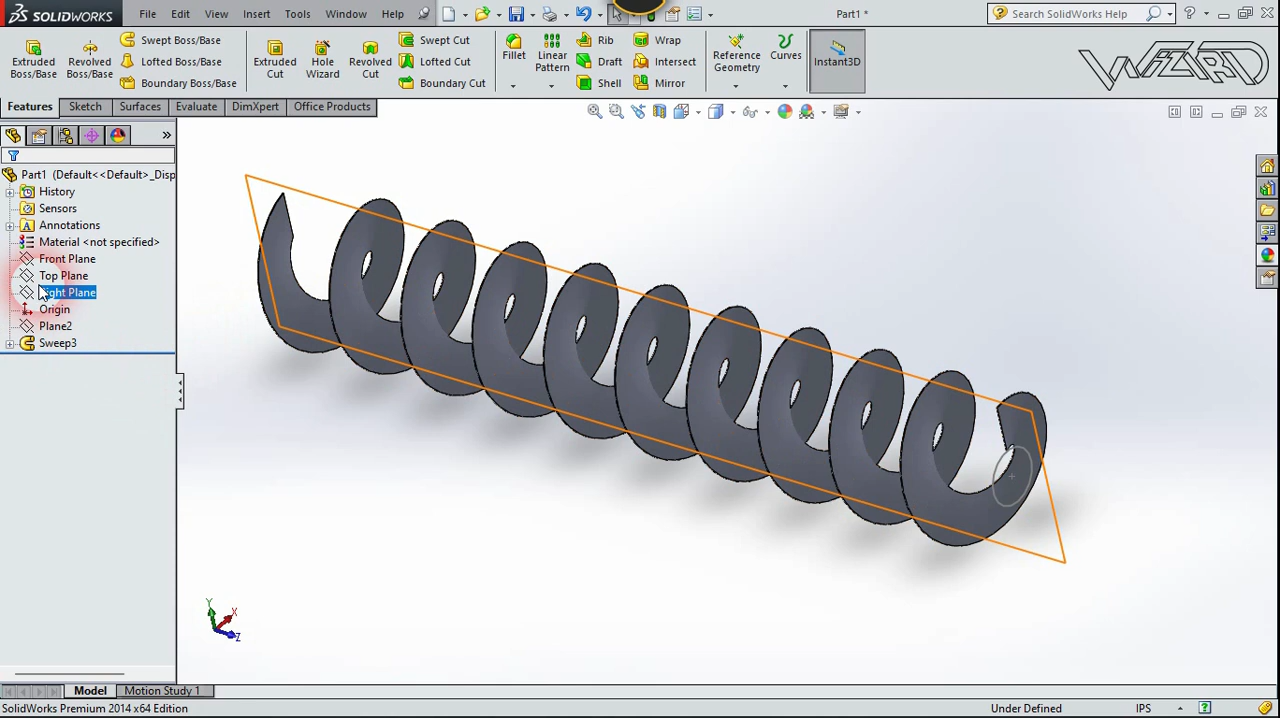 SOLIDWORKS File Edit View Insert Tools Window Help Part1 * Search SolidWorks Help
Extruded Boss/Base
Revolved Boss/Base
Swept Boss/Base
Lofted Boss/Base
Boundary Boss/Base
Extruded Cut
Hole Wizard
Revolved Cut
Swept Cut
Lofted Cut
Boundary Cut
Fillet
Linear Pattern
Rib
Draft
Shell
Wrap
Intersect
Mirror
Reference Geometry
Curves
Instant3D
WIZARD
Features Sketch Surfaces Evaluate DimXpert Office Products
Part1 (Default<<Default>_Disp
History
Sensors
Annotations
Material <not specified>
Front Plane
Top Plane
Plane
Origin
Plane2
Sweep3
Y
X
Z
Model Motion Study 1
SolidWorks Premium 2014 x64 Edition Under Defined IPS